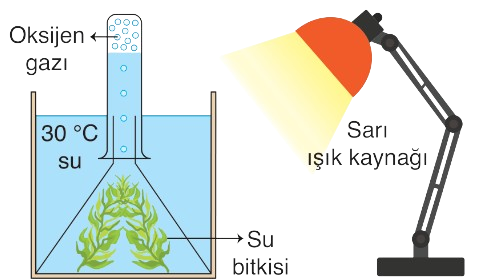 Oksijen
gazı
30 °C
su
Sarı
ışık kaynağı
Su
bitkisi